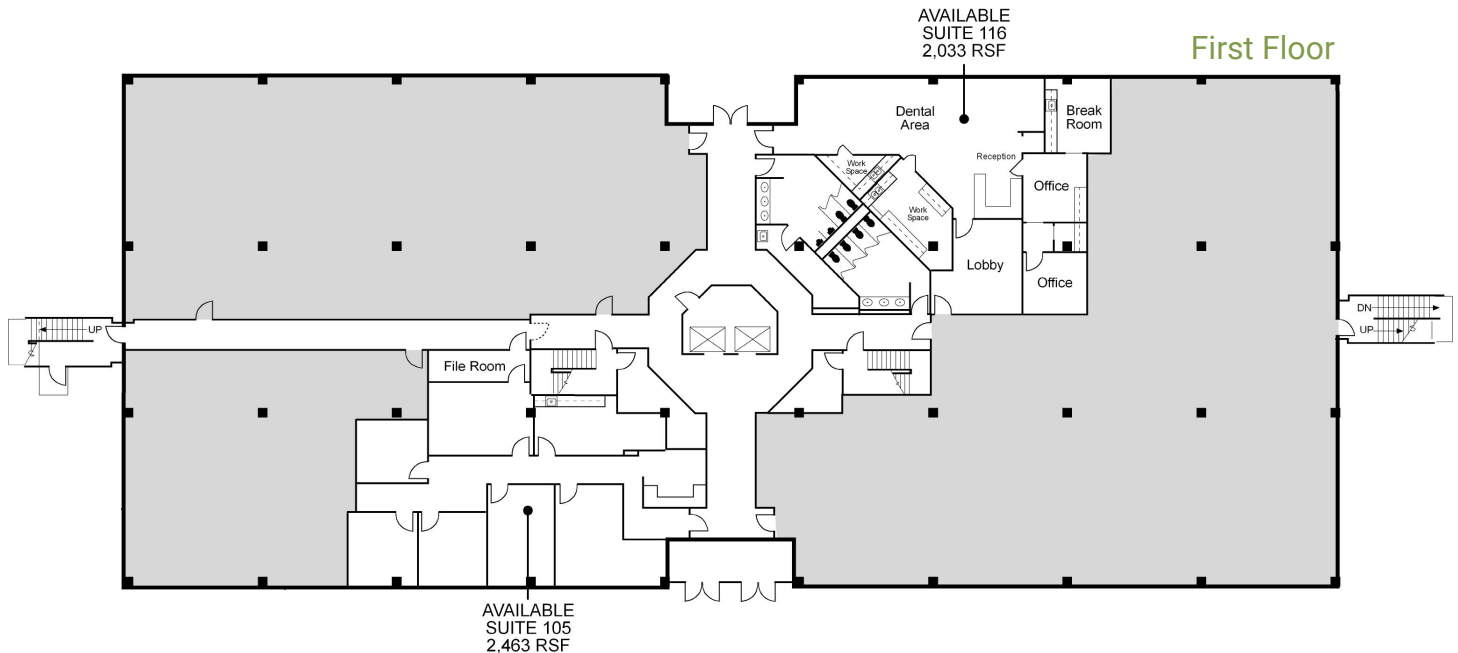 AVAILABLE
SUITE 116
2,033 RSF
First Floor
Dental
Area
Break
Room
Reception
Work
Space
Office
Work
Space
Lobby
Office
UP
DN
UP
File Room
AVAILABLE
SUITE 105
2,463 RSF